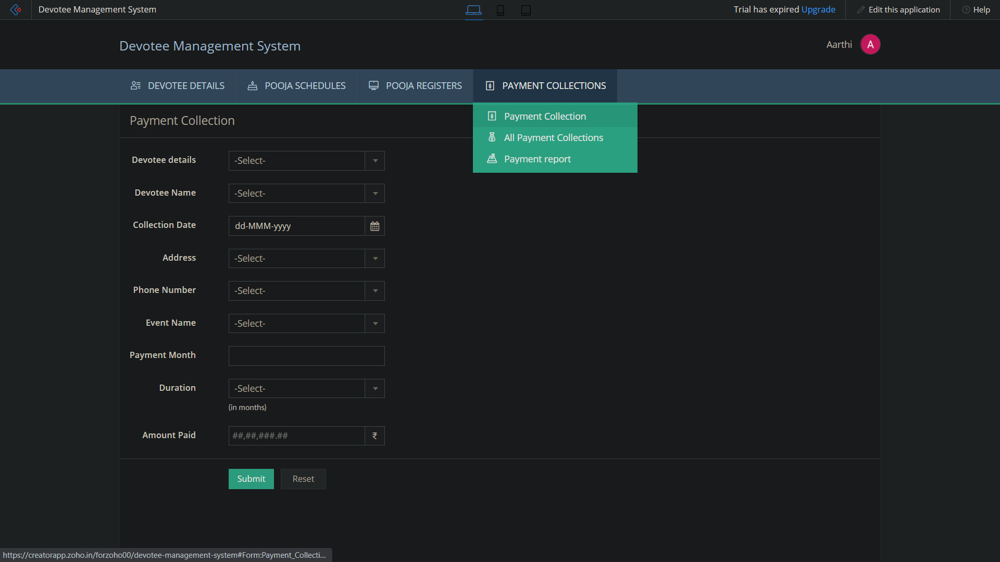 Devotee Management System
Trial has expired Upgrade
Edit this application
Help
Devotee Management System
Aarthi
A
DEVOTEE DETAILS
POOJA SCHEDULES
POOJA REGISTERS
PAYMENT COLLECTIONS
Payment Collection
All Payment Collections
Payment report
Payment Collection
Devotee details
-Select-
Devotee Name
-Select-
Collection Date
dd-MMM-yyyy
Address
-Select-
Phone Number
-Select-
Event Name
-Select-
Payment Month
Duration
-Select-
(in months)
Amount Paid
##,##,###.##
₹
Submit
Reset
https://creatorapp.zoho.in/forzoho00/devotee-management-system#Form:Payment_Collecti...